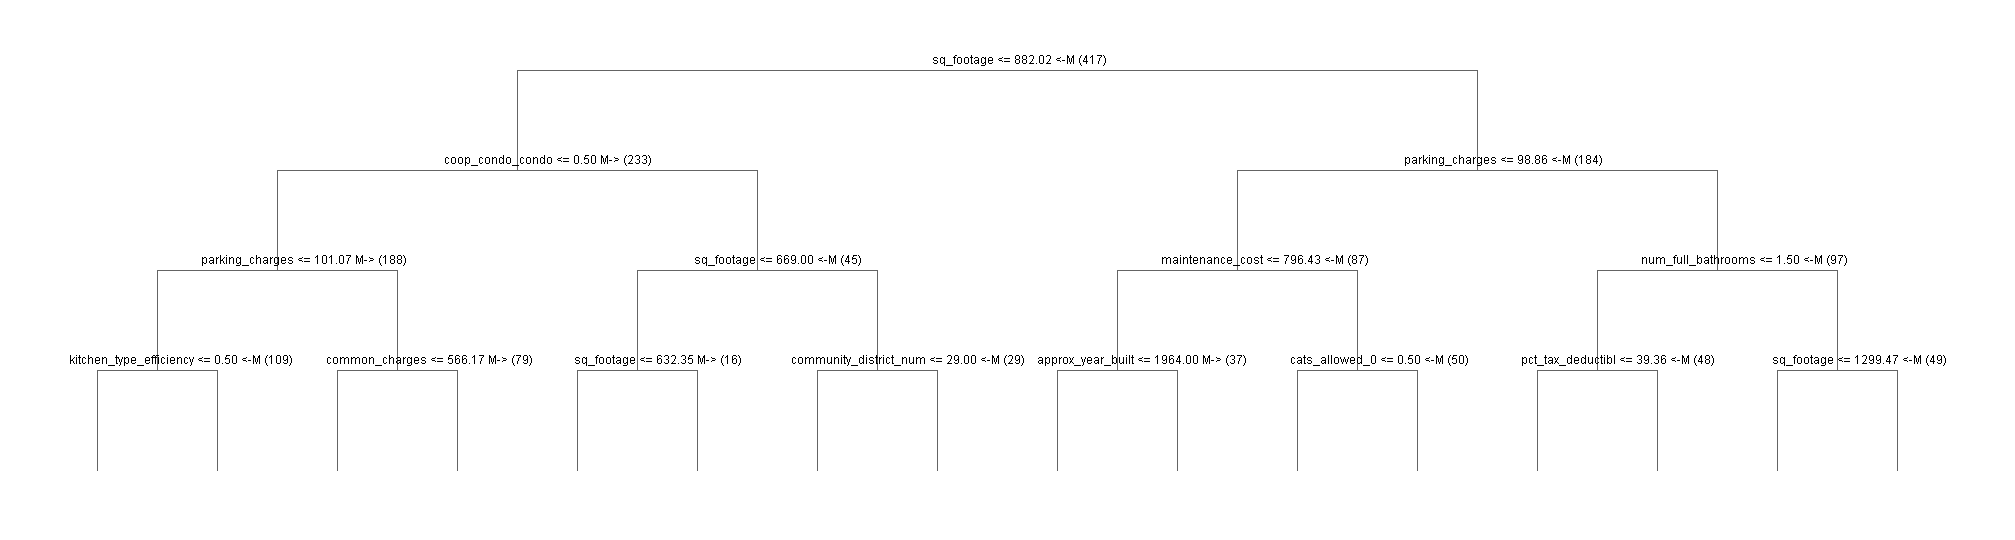 sq_footage <= 882.02 <-M (417)
coop_condo_condo <= 0.50 M-> (233)
parking_charges <= 98.86 <-M (184)
parking_charges <= 101.07 M-> (188)
sq_footage <= 669.00 <-M (45)
maintenance_cost <= 796.43 <-M (87)
num_full_bathrooms <= 1.50 <-M (97)
kitchen_type_efficiency <= 0.50 <-M (109)
common_charges <= 566.17 M-> (79)
sq_footage <= 632.35 M-> (16)
community_district_num <= 29.00 <-M (29)
approx_year_built <= 1964.00 M-> (37)
cats_allowed_0 <= 0.50 <-M (50)
pct_tax_deductibl <= 39.36 <-M (48)
sq_footage <= 1299.47 <-M (49)